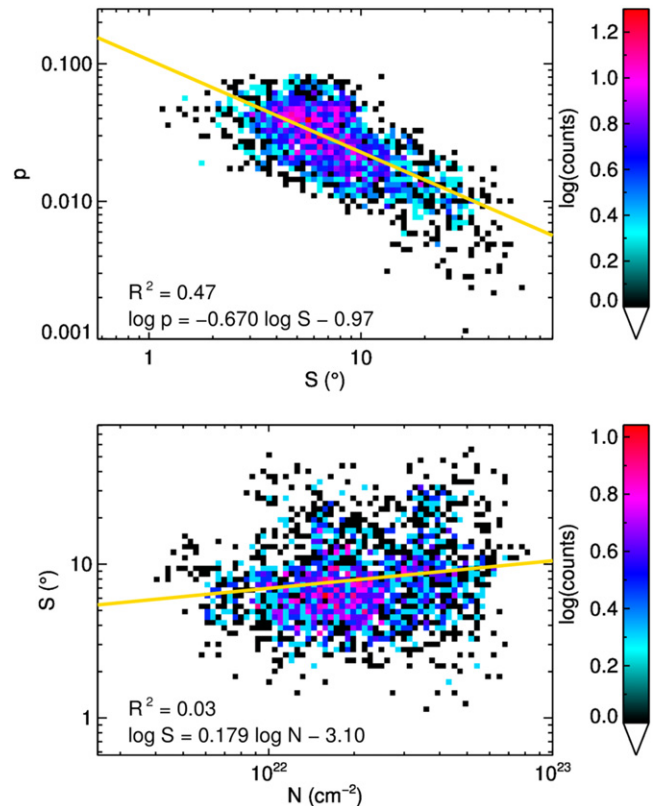 0.100
0.010
0.001
p
R² = 0.47
log p = −0.670 log S − 0.97
1
10
S (°)
1.2
1.0
0.8
0.6
0.4
0.2
0.0
log(counts)
10
1
S (°)
R² = 0.03
log S = 0.179 log N − 3.10
10²²
10²³
N (cm⁻²)
1.0
0.8
0.6
0.4
0.2
0.0
log(counts)